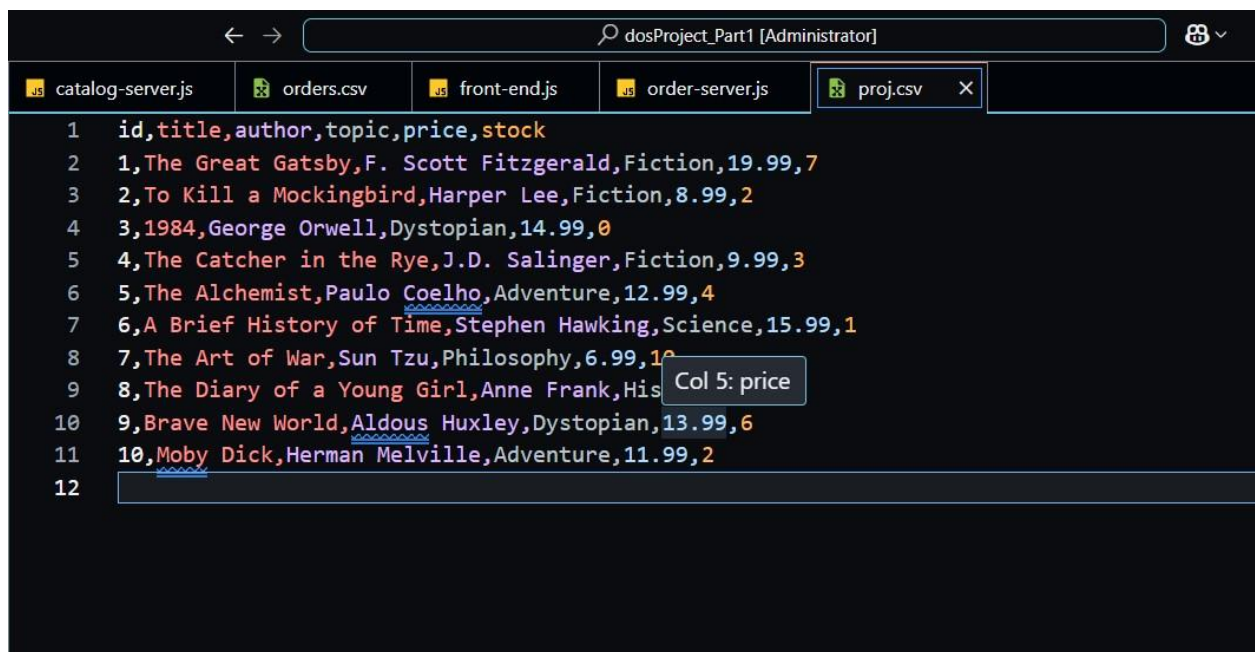 dosProject_Part1 [Administrator]
catalog-server.js orders.csv front-end.js order-server.js proj.csv
1 id,title,author,topic,price,stock
2 1,The Great Gatsby,F. Scott Fitzgerald,Fiction,19.99,7
3 2,To Kill a Mockingbird,Harper Lee,Fiction,8.99,2
4 3,1984,George Orwell,Dystopian,14.99,0
5 4,The Catcher in the Rye,J.D. Salinger,Fiction,9.99,3
6 5,The Alchemist,Paulo Coelho,Adventure,12.99,4
7 6,A Brief History of Time,Stephen Hawking,Science,15.99,1
8 7,The Art of War,Sun Tzu,Philosophy,6.99,10
9 8,The Diary of a Young Girl,Anne Frank,His
Col 5: price
10 9,Brave New World,Aldous Huxley,Dystopian,13.99,6
11 10,Moby Dick,Herman Melville,Adventure,11.99,2
12